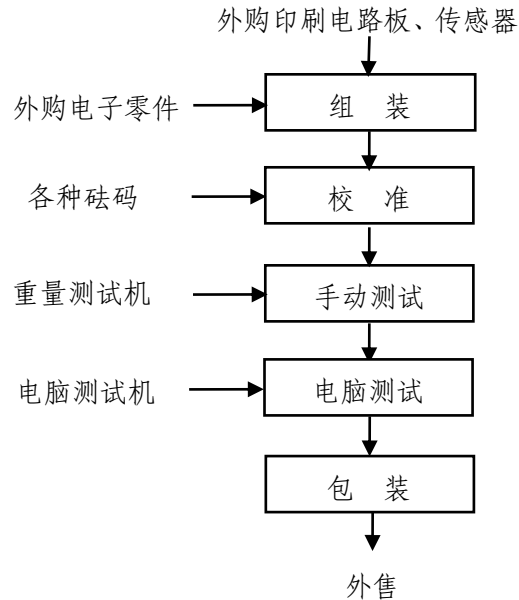 外购印刷电路板、传感器
外购电子零件
组 装
各种砝码
校 准
重量测试机
手动测试
电脑测试机
电脑测试
包 装
外售